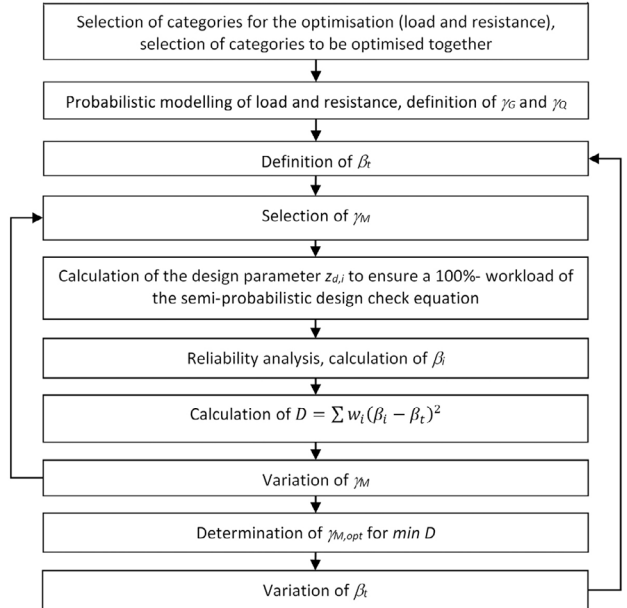 Selection of categories for the optimisation (load and resistance),
selection of categories to be optimised together
Probabilistic modelling of load and resistance, definition of γG and γQ
Definition of βt
Selection of γM
Calculation of the design parameter zd,i to ensure a 100%- workload of
the semi-probabilistic design check equation
Reliability analysis, calculation of βi
Calculation of D = ∑ wi(βi − βt)²
Variation of γM
Determination of γM,opt for min D
Variation of βt